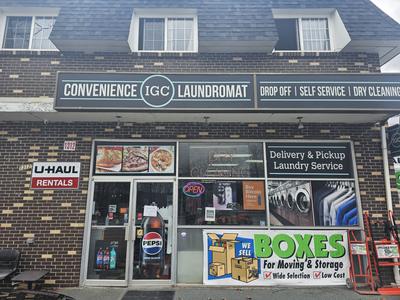 CONVENIENCE IGC LAUNDROMAT
DROP OFF | SELF SERVICE | DRY CLEANING
U-HAUL
RENTALS
OPEN
Delivery & Pickup
Laundry Service
PEPSI
WE
SELL
BOXES
For Moving & Storage
Wide Selection
Low Cost